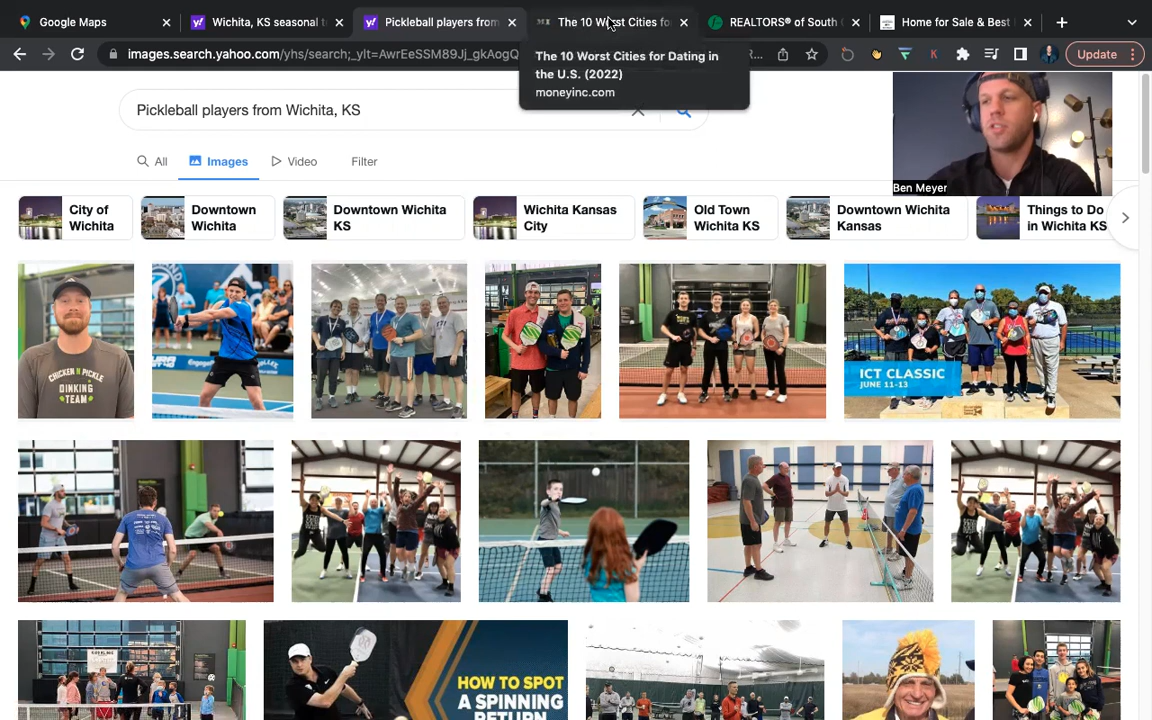 Google Maps
Wichita, KS seasonal t
Pickleball players from
The 10 Worst Cities fo
REALTORS® of South C
Home for Sale & Best
images.search.yahoo.com/yhs/search;_ylt=AwrEeSSM89Jj_gkAogQ
Update
The 10 Worst Cities for Dating in
the U.S. (2022)
moneyinc.com
Pickleball players from Wichita, KS
All
Images
Video
Filter
Ben Meyer
City of
Wichita
Downtown
Wichita
Downtown Wichita
KS
Wichita Kansas
City
Old Town
Wichita KS
Downtown Wichita
Kansas
Things to Do
in Wichita KS
CHICKEN N PICKLE
DINKING
TEAM
ICT CLASSIC
JUNE 11-13
HOW TO SPOT
A SPINNING
RETURN